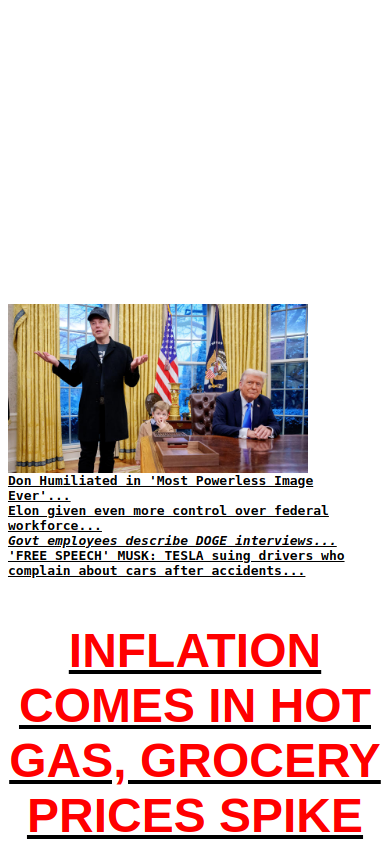 Don Humiliated in 'Most Powerless Image
Ever'...
Elon given even more control over federal
workforce...
Govt employees describe DOGE interviews...
'FREE SPEECH' MUSK: TESLA suing drivers who
complain about cars after accidents...
INFLATION
COMES IN HOT
GAS, GROCERY
PRICES SPIKE